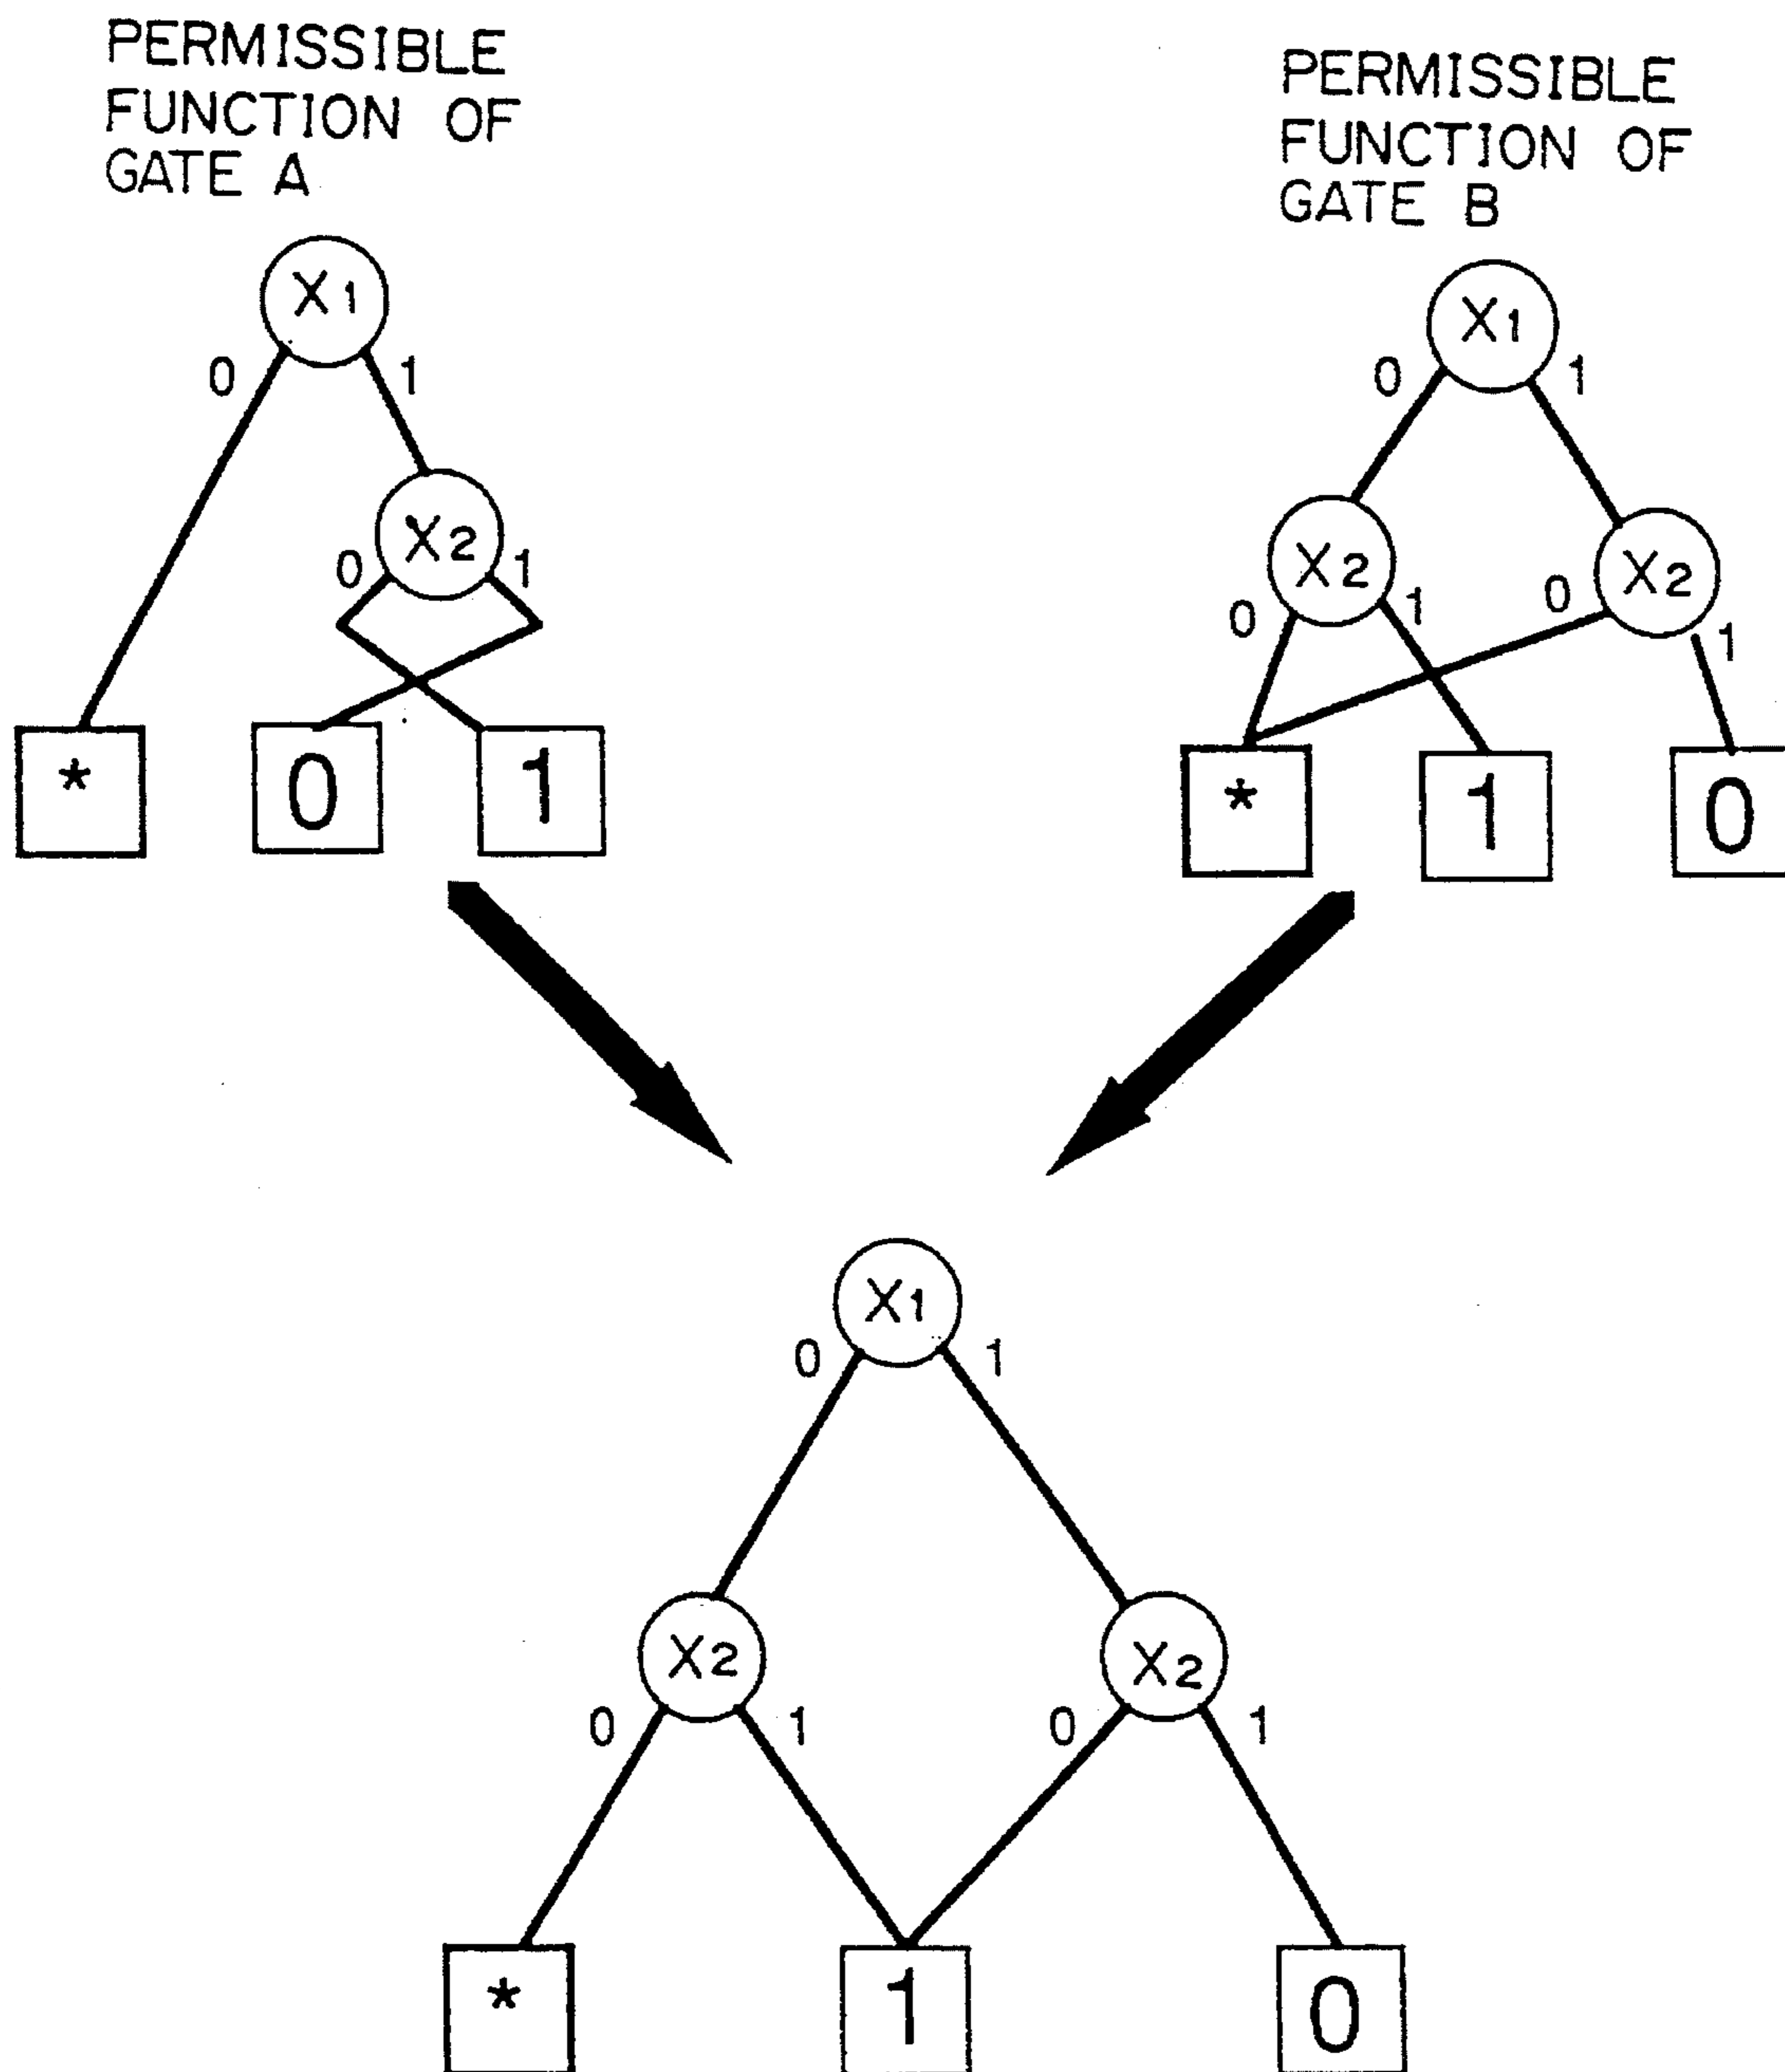 PERMISSIBLE
FUNCTION OF
GATE A
PERMISSIBLE
FUNCTION OF
GATE B
X1
0 1
X2
0 1
* 0 1
X1
0 1
X2 X2
0 1 0 1
* 1 0
X1
0 1
X2 X2
0 1 0 1
* 1 0